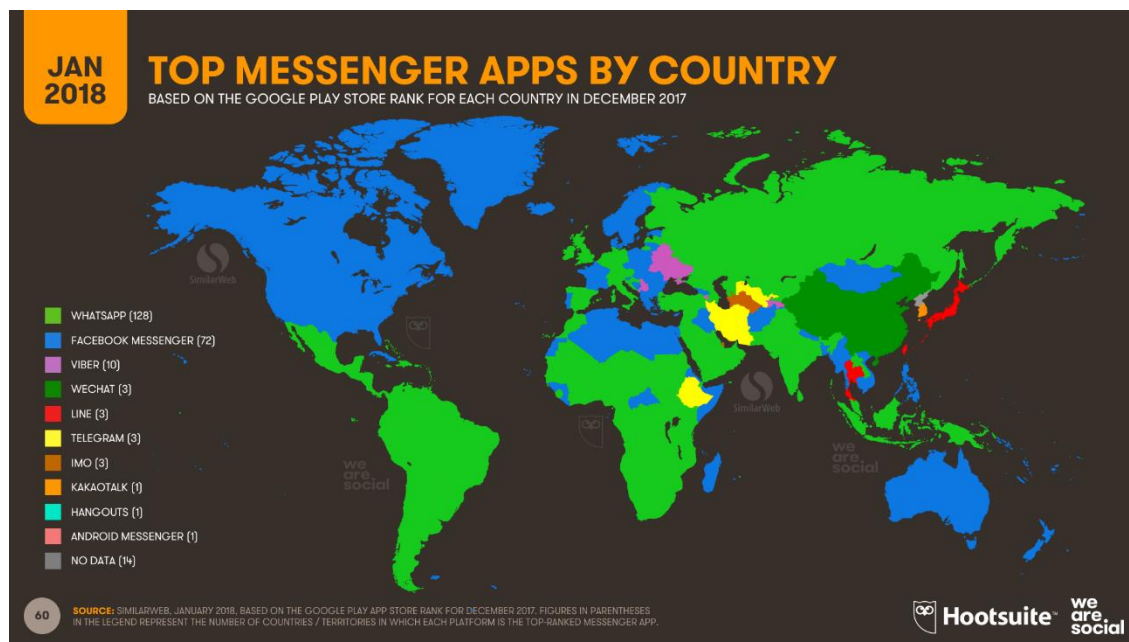 JAN
2018
TOP MESSENGER APPS BY COUNTRY
BASED ON THE GOOGLE PLAY STORE RANK FOR EACH COUNTRY IN DECEMBER 2017
SimilarWeb
WHATSAPP (128)
FACEBOOK MESSENGER (72)
VIBER (10)
WECHAT (3)
LINE (3)
TELEGRAM (3)
IMO (3)
KAKAOTALK (1)
HANGOUTS (1)
ANDROID MESSENGER (1)
NO DATA (14)
SimilarWeb
we
are
social
we
are
social
60
SOURCE: SIMILARWEB, JANUARY 2018, BASED ON THE GOOGLE PLAY APP STORE RANK FOR DECEMBER 2017. FIGURES IN PARENTHESES
IN THE LEGEND REPRESENT THE NUMBER OF COUNTRIES / TERRITORIES IN WHICH EACH PLATFORM IS THE TOP-RANKED MESSENGER APP.
Hootsuite™
we
are
social